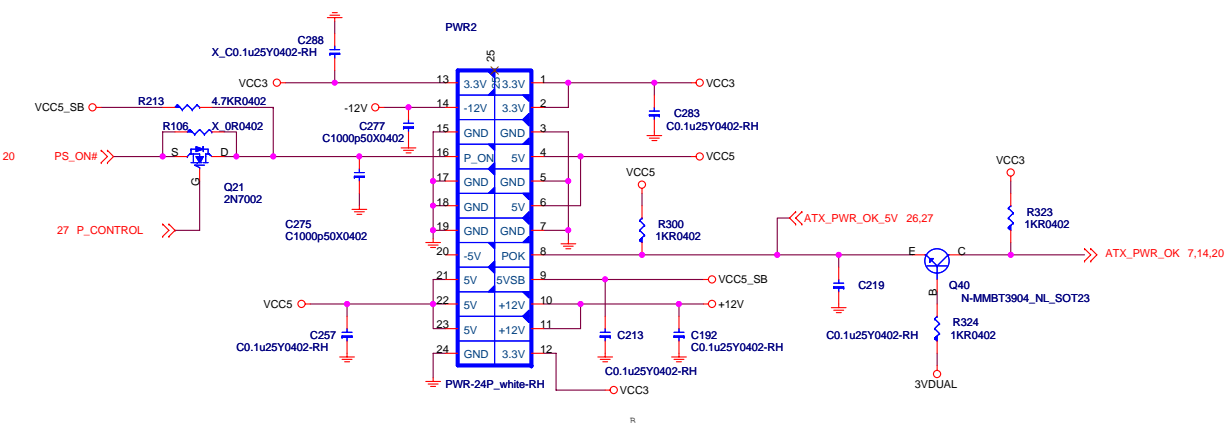 PWR2
C288
X_C0.1u25Y0402-RH
25
VCC3
13
3.3V
3.3V
1
VCC3
R213
4.7KR0402
VCC5_SB
-12V
14
-12V
3.3V
2
C283
C0.1u25Y0402-RH
R106
X_0R0402
C277
C1000p50X0402
15
GND
GND
3
20
PS_ON#
S
D
16
P_ON
5V
4
VCC5
G
Q21
2N7002
17
GND
GND
5
VCC5
VCC3
18
GND
5V
6
27 P_CONTROL
C275
C1000p50X0402
19
GND
GND
7
R300
1KR0402
ATX_PWR_OK_5V 26,27
R323
1KR0402
20
-5V
POK
8
E
C
ATX_PWR_OK 7,14,20
21
5V
5VSB
9
VCC5_SB
C219
B
Q40
N-MMBT3904_NL_SOT23
VCC5
22
5V
+12V
10
+12V
23
5V
+12V
11
C257
C0.1u25Y0402-RH
C213
C0.1u25Y0402-RH
C192
C0.1u25Y0402-RH
C0.1u25Y0402-RH
R324
1KR0402
24
GND
3.3V
12
PWR-24P_white-RH
VCC3
3VDUAL
B